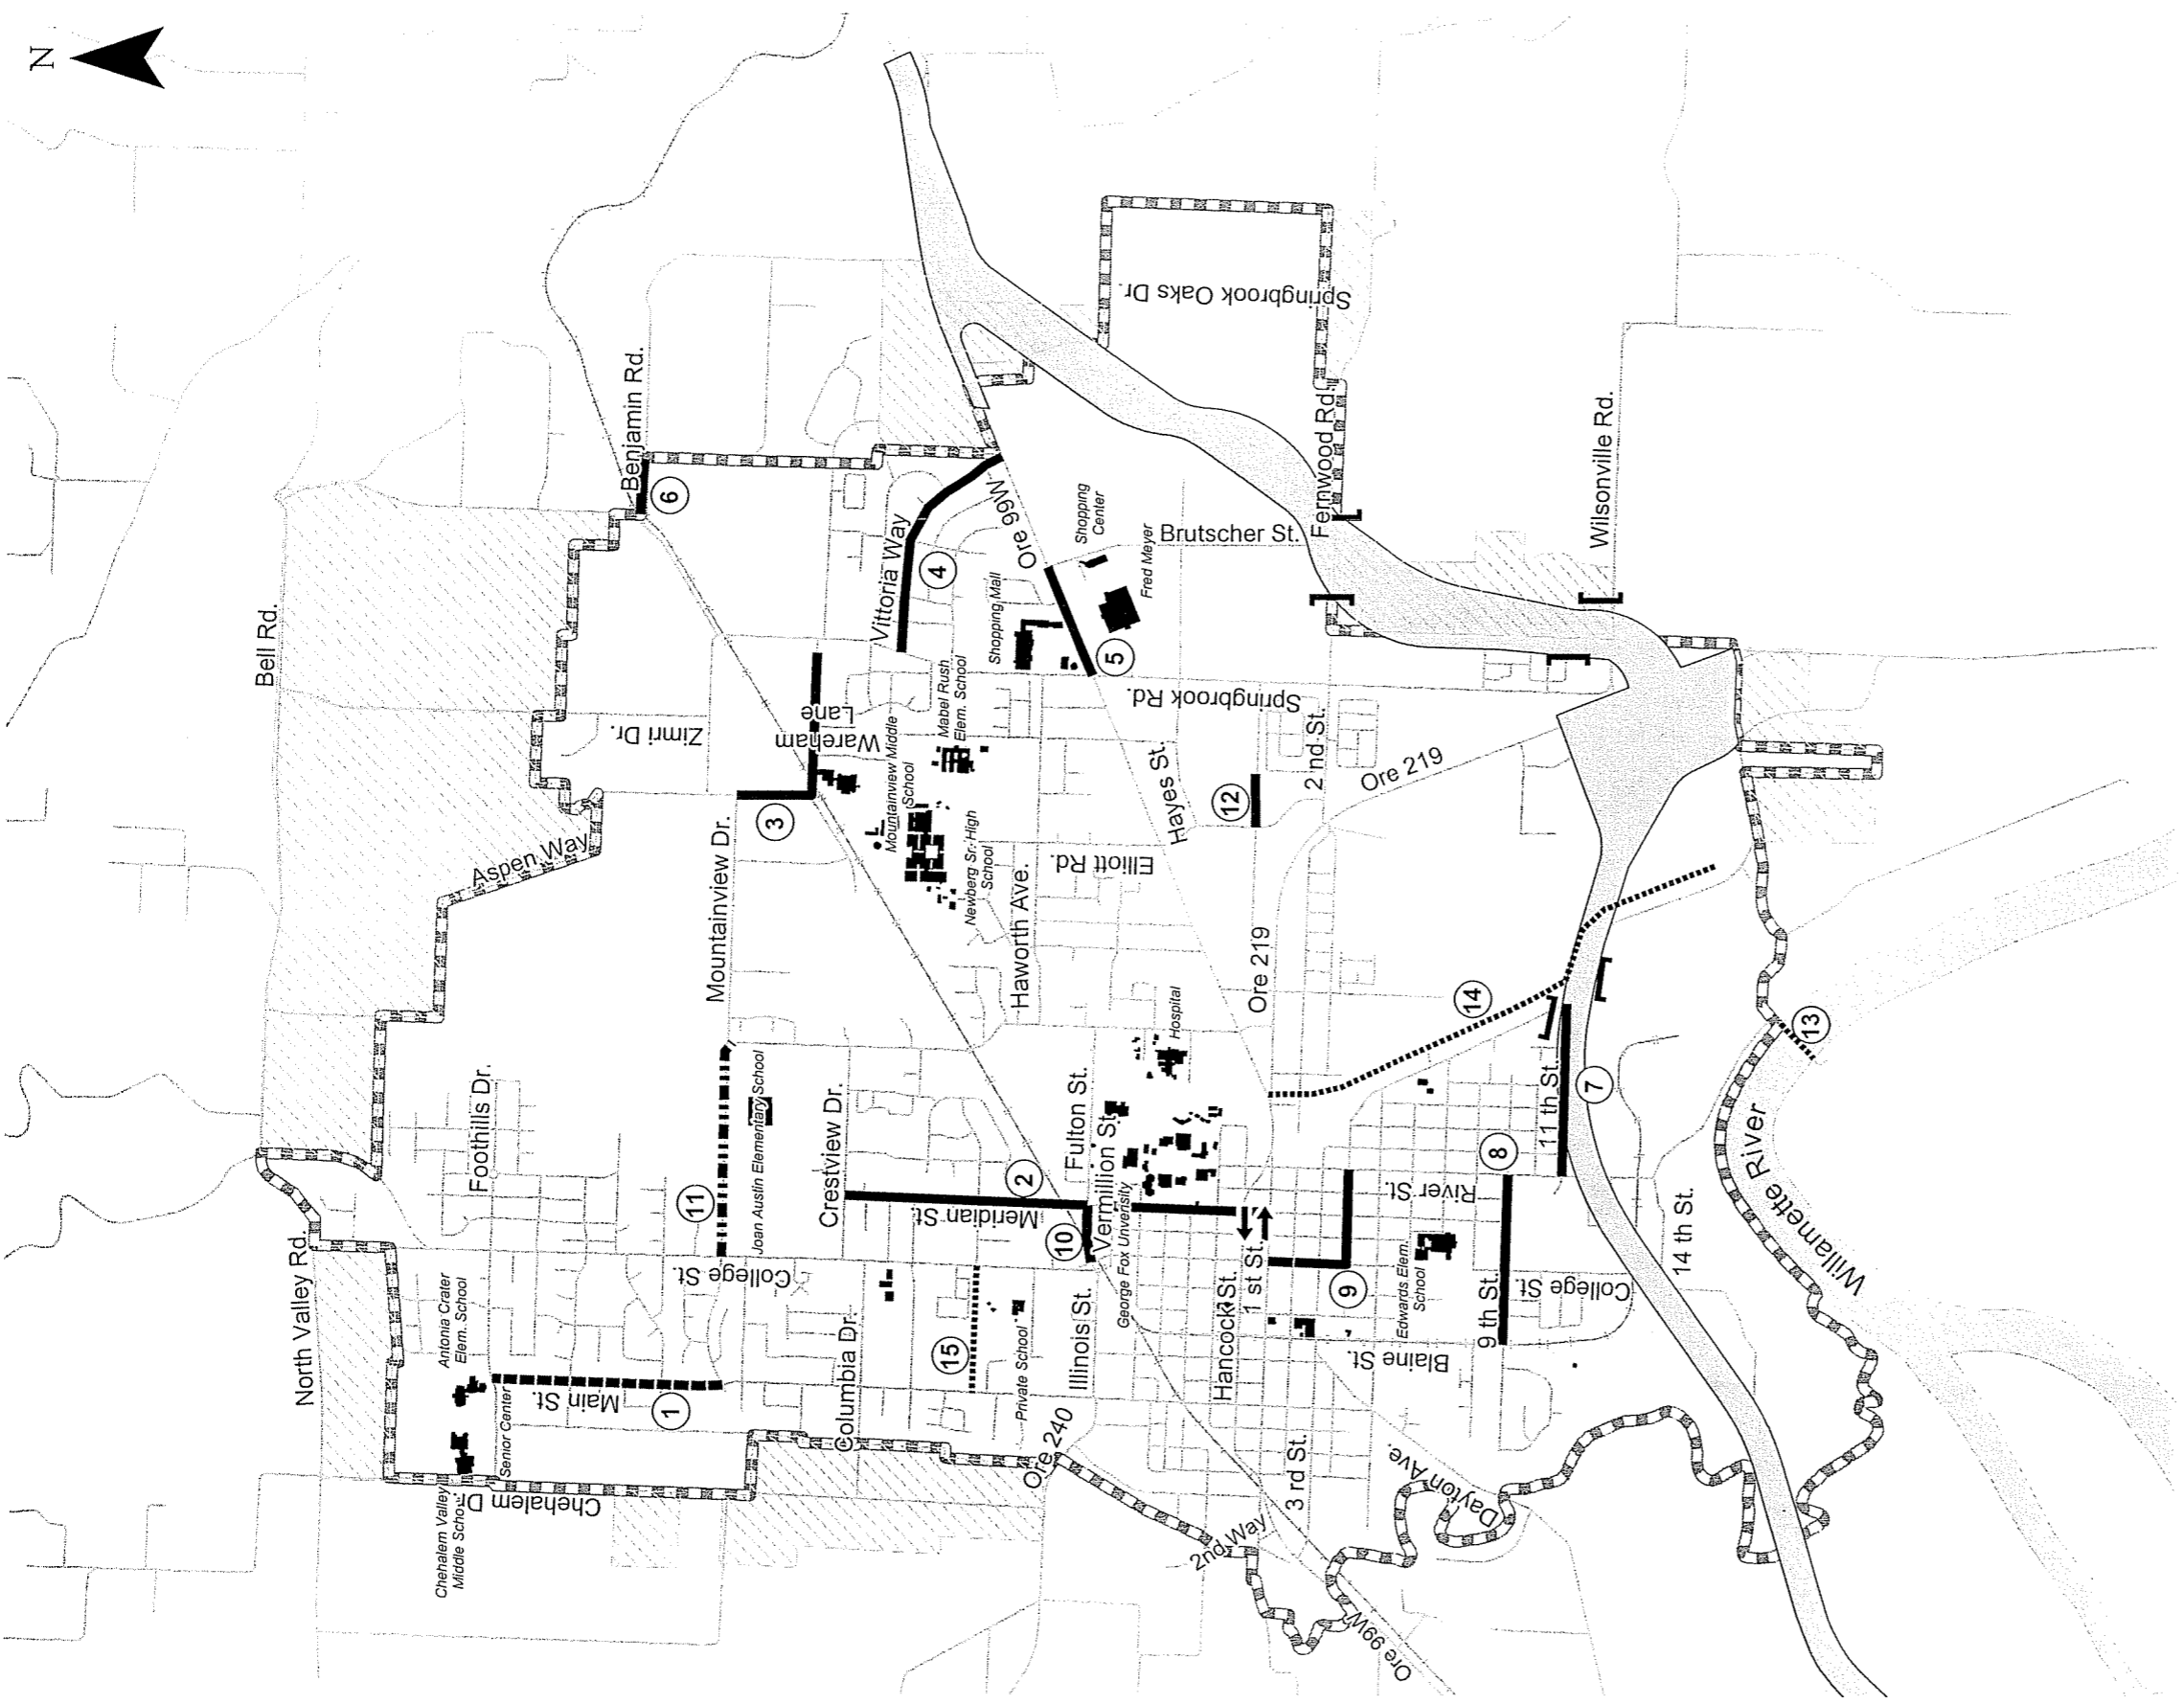 N
Bell Rd.
North Valley Rd.
Benjamin Rd.
6
Foothills Dr.
Antonia Crater
Elem. School
Chehalem Valley
Middle School
Senior Center
Chehalem Dr.
Main St.
1
Aspen Way
Zimri Dr.
Mountainview Dr.
3
Wareham
Lane
11
Joan Austin Elementary School
College St.
Crestview Dr.
Columbia Dr.
Vittoria Way
4
Mountainview Middle
School
Mabel Rush
Elem. School
Newberg Sr. High
School
Haworth Ave.
Meridian St.
2
15
Private School
Shopping Mall
Ore 99W
Shopping
Center
Fred Meyer
5
Brutscher St.
Springbrook Oaks Dr.
Fernwood Rd.
Springbrook Rd.
Elliott Rd.
Hayes St.
Fulton St.
Vermillion St.
10
Illinois St.
Ore 240
George Fox Unverisity
Hospital
Ore 219
12
2 nd St.
Ore 219
Hancock St.
1 st St.
2nd Way
3 rd St.
9
River St.
Edwards Elem.
School
Blaine St.
14
8
11 th St.
7
9 th St.
College St.
Dayton Ave.
Ore 99W
14 th St.
Wilsonville Rd.
13
Willamette River